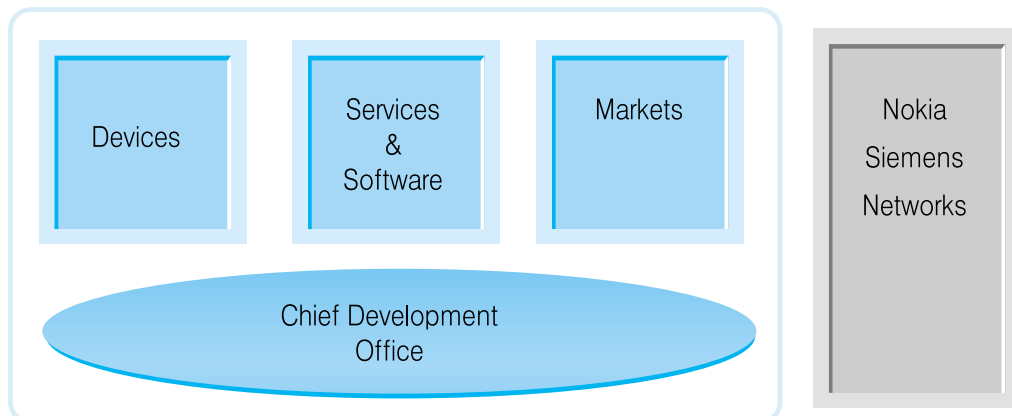 Devices
Services
&
Software
Markets
Nokia
Siemens
Networks
Chief Development
Office